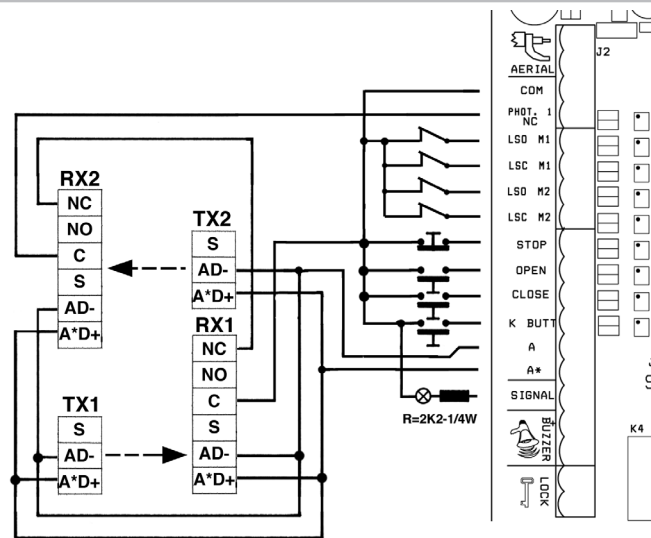 RX2
NC
NO
C
S
AD-
A*D+
TX1
S
AD-
A*D+
TX2
S
AD-
A*D+
RX1
NC
NO
C
S
AD-
A*D+
R=2K2-1/4W
AERIAL
COM
PHOT. 1
NC
LSO M1
LSC M1
LSO M2
LSC M2
STOP
OPEN
CLOSE
K BUTT
A
A*
SIGNAL
+
BUZZER
LOCK
J2
K4